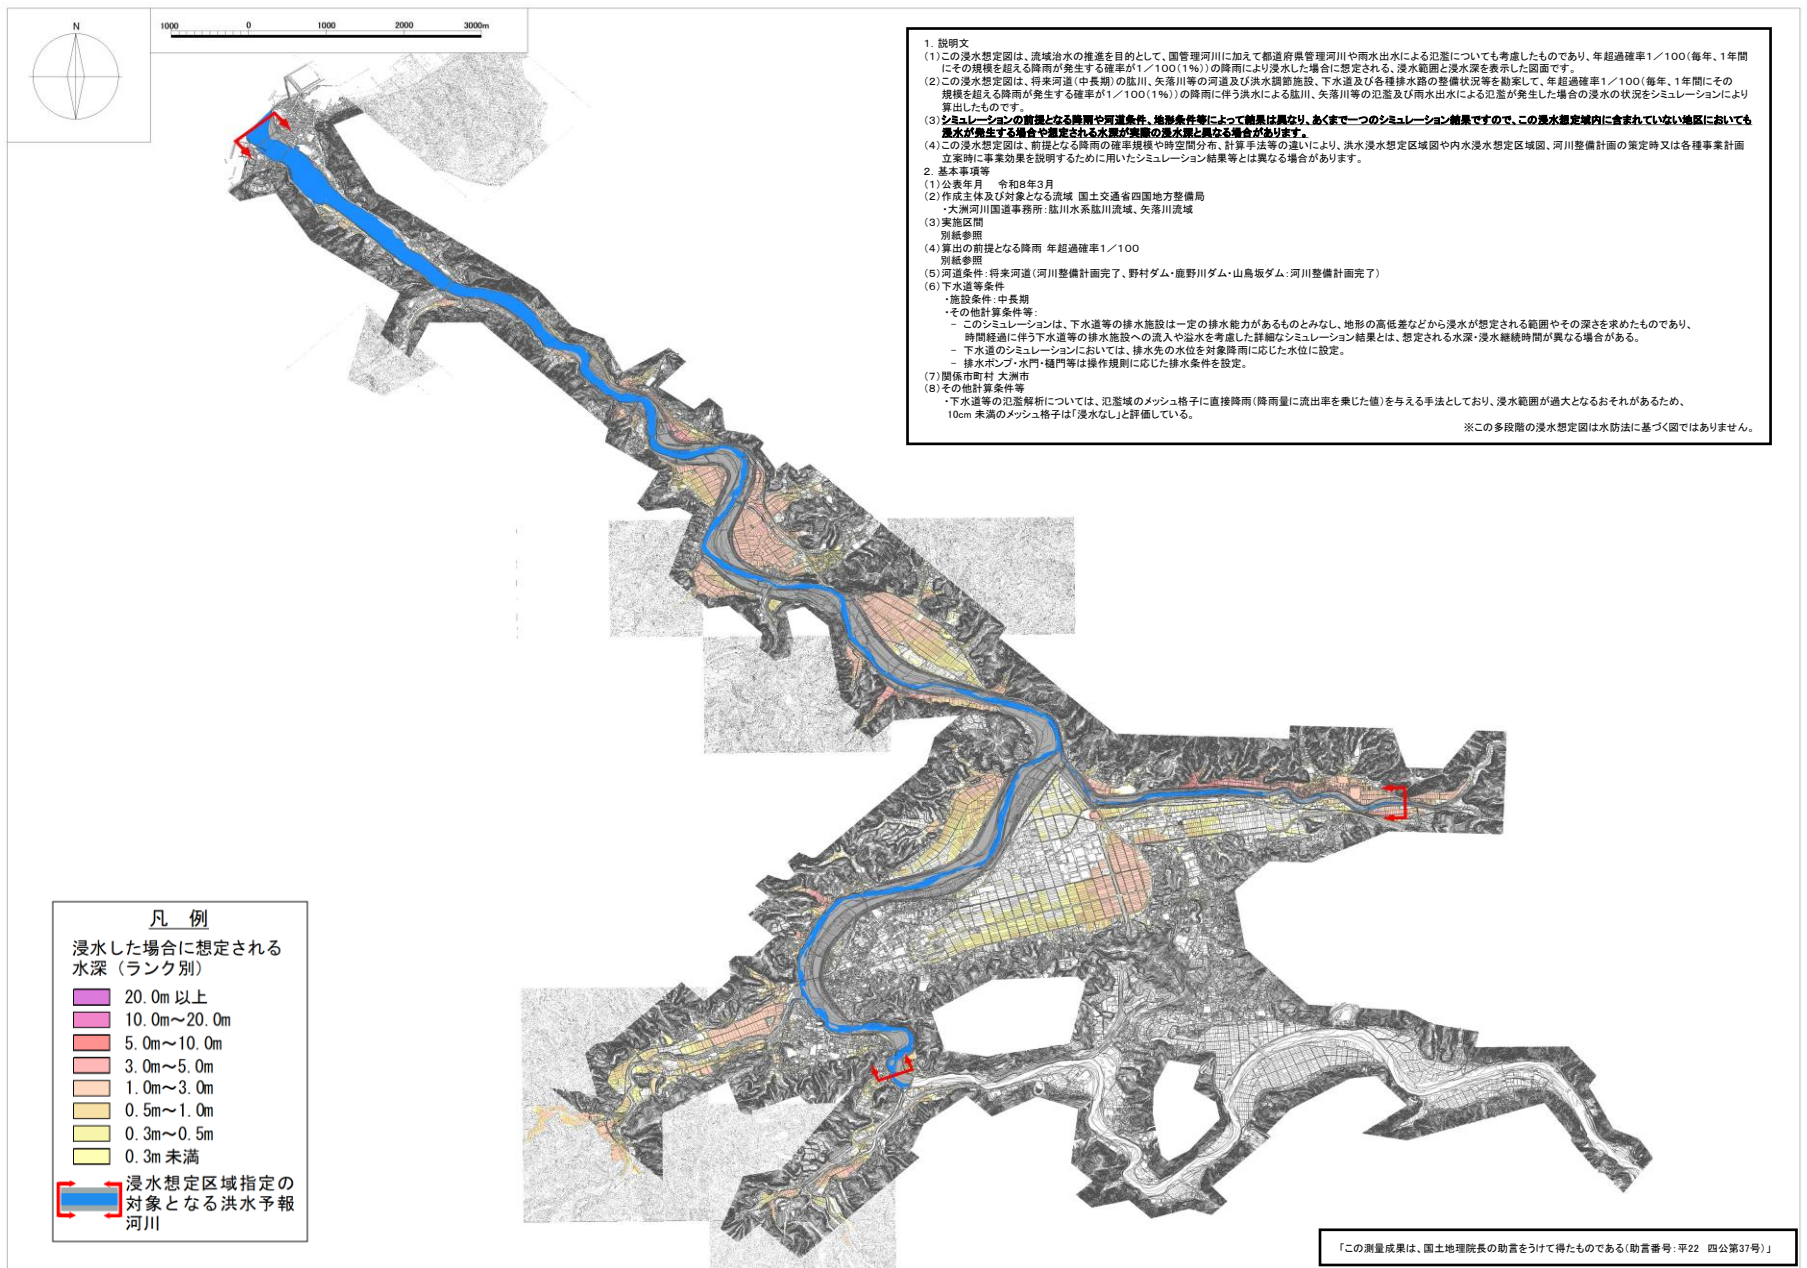 N
1000 0 1000 2000 3000m
1. 説明文
(1)この浸水想定図は、流域治水の推進を目的として、国管理河川に加えて都道府県管理河川や雨水出水による氾濫についても考慮したものであり、年超過確率1／100(毎年、1年間
にその規模を超える降雨が発生する確率が1／100(1%))の降雨により浸水した場合に想定される、浸水範囲と浸水深を表示した図面です。
(2)この浸水想定図は、将来河道(中長期)の肱川、矢落川等の河道及び洪水調節施設、下水道及び各種排水路の整備状況等を勘案して、年超過確率1／100(毎年、1年間にその
規模を超える降雨が発生する確率が1／100(1%))の降雨に伴う洪水による肱川、矢落川等の氾濫及び雨水出水による氾濫が発生した場合の浸水の状況をシミュレーションにより
算出したものです。
(3)シミュレーションの前提となる降雨や河道条件、地形条件等によって結果は異なり、あくまで一つのシミュレーション結果ですので、この浸水想定域内に含まれていない地区においても
浸水が発生する場合や想定される水深が実際の浸水深と異なる場合があります。
(4)この浸水想定図は、前提となる降雨の確率規模や時空間分布、計算手法等の違いにより、洪水浸水想定区域図や内水浸水想定区域図、河川整備計画の策定時又は各種事業計画
立案時に事業効果を説明するために用いたシミュレーション結果等とは異なる場合があります。
2. 基本事項等
(1)公表年月 令和8年3月
(2)作成主体及び対象となる流域 国土交通省四国地方整備局
・大洲河川国道事務所：肱川水系肱川流域、矢落川流域
(3)実施区間
別紙参照
(4)算出の前提となる降雨 年超過確率1／100
別紙参照
(5)河道条件：将来河道(河川整備計画完了、野村ダム・鹿野川ダム・山鳥坂ダム：河川整備計画完了)
(6)下水道等条件
・施設条件：中長期
・その他計算条件等：
－ このシミュレーションは、下水道等の排水施設は一定の排水能力があるものとみなし、地形の高低差などから浸水が想定される範囲やその深さを求めたものであり、
時間経過に伴う下水道等の排水施設への流入や溢水を考慮した詳細なシミュレーション結果とは、想定される水深・浸水継続時間が異なる場合がある。
－ 下水道のシミュレーションにおいては、排水先の水位を対象降雨に応じた水位に設定。
－ 排水ポンプ・水門・樋門等は操作規則に応じた排水条件を設定。
(7)関係市町村 大洲市
(8)その他計算条件等
・下水道等の氾濫解析については、氾濫域のメッシュ格子に直接降雨(降雨量に流出率を乗じた値)を与える手法としており、浸水範囲が過大となるおそれがあるため、
10cm 未満のメッシュ格子は「浸水なし」と評価している。
※この多段階の浸水想定図は水防法に基づく図ではありません。
凡 例
浸水した場合に想定される
水深（ランク別）
20.0m 以上
10.0m～20.0m
5.0m～10.0m
3.0m～5.0m
1.0m～3.0m
0.5m～1.0m
0.3m～0.5m
0.3m 未満
浸水想定区域指定の
対象となる洪水予報
河川
「この測量成果は、国土地理院長の助言をうけて得たものである(助言番号：平22 四公第37号)」